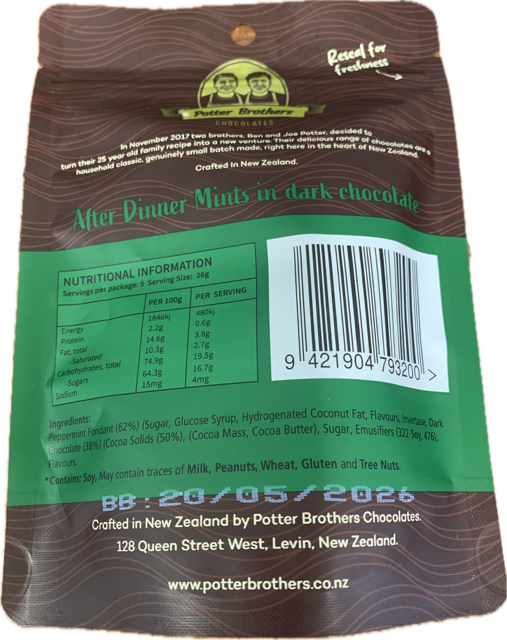 Reseal for
freshness
Potter Brothers
CHOCOLATES
In November 2017 two brothers, Ben and Joe Potter, decided to
turn their 25 year old family recipe into a new venture. Their delicious range of chocolates are a
household classic, genuinely small batch made, right here in the heart of New Zealand.
Crafted in New Zealand.
After Dinner Mints in dark chocolate
NUTRITIONAL INFORMATION
Servings per package: 5 Serving Size: 26g
PER 100g PER SERVING
Energy 1846kj 480kj
Protein 2.2g 0.6g
Fat, total 14.6g 3.8g
-Saturated 10.3g 2.7g
Carbohydrates, total 74.9g 19.5g
-Sugars 64.3g 16.7g
Sodium 15mg 4mg
9 421904 793200 >
Ingredients:
Peppermint Fondant (62%) (Sugar, Glucose Syrup, Hydrogenated Coconut Fat, Flavours, Invertase, Dark
Chocolate (38%) (Cocoa Solids (50%), (Cocoa Mass, Cocoa Butter), Sugar, Emusifiers (322-Soy, 476),
Flavours.
*Contains: Soy, May contain traces of Milk, Peanuts, Wheat, Gluten and Tree Nuts.
BB:20/05/2026
Crafted in New Zealand by Potter Brothers Chocolates.
128 Queen Street West, Levin, New Zealand.
www.potterbrothers.co.nz